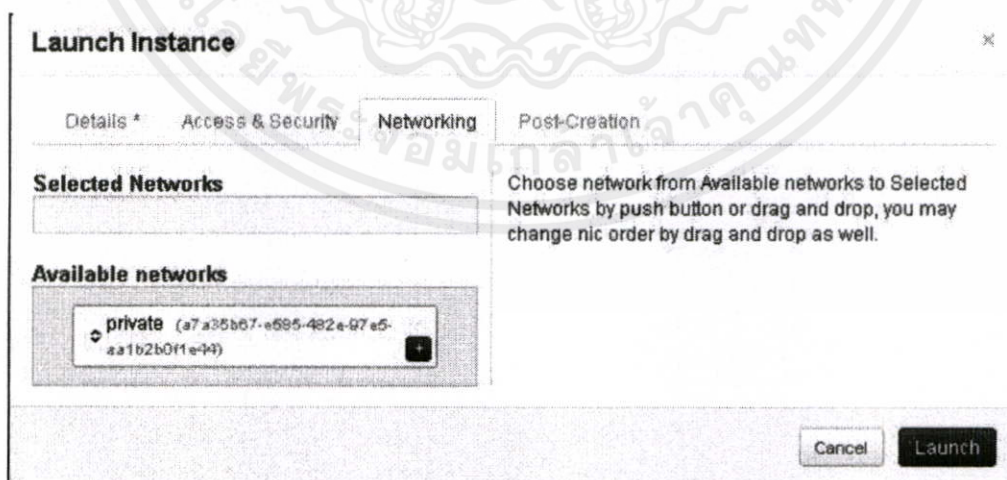 Launch Instance
Details * Access & Security Networking Post-Creation
Selected Networks
Choose network from Available networks to Selected
Networks by push button or drag and drop, you may
change nic order by drag and drop as well.
Available networks
private (a7a35b67-e595-482e-97e5-
aa1b2b0f1e44)
+
Cancel Launch